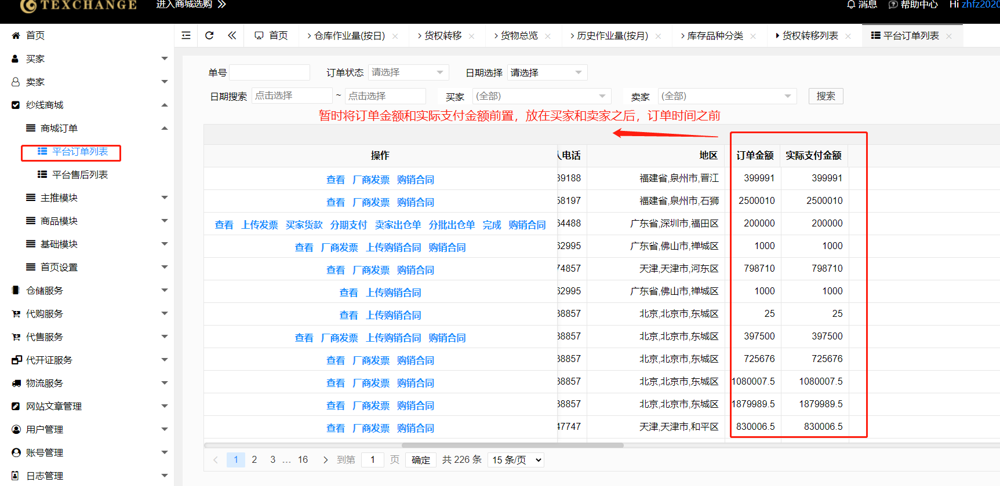 TEXCHANGE 进入商城选购 消息 帮助中心 Hi zhfz2020
首页 买家 卖家 纱线商城 商城订单 平台订单列表 平台售后列表 主推模块 商品模块 基础模块 首页设置 仓储服务 代购服务 代售服务 代开证服务 物流服务 网站文章管理 用户管理 账号管理 日志管理
首页 仓库作业量(按日) 货权转移 货物总览 历史作业量(按月) 库存品种分类 货权转移列表 平台订单列表
单号 订单状态 请选择 日期选择 请选择
日期搜索 点击选择 ~ 点击选择 买家 (全部) 卖家 (全部) 搜索
暂时将订单金额和实际支付金额前置，放在买家和卖家之后，订单时间之前
操作 人电话 地区 订单金额 实际支付金额
查看 厂商发票 购销合同 39188 福建省,泉州市,晋江 399991 399991
查看 厂商发票 购销合同 58197 福建省,泉州市,石狮 2500010 2500010
查看 上传发票 买家货款 分期支付 卖家出仓单 分批出仓单 完成 购销合同 64488 广东省,深圳市,福田区 200000 200000
查看 厂商发票 上传购销合同 购销合同 62995 广东省,佛山市,禅城区 1000 1000
查看 厂商发票 购销合同 74857 天津,天津市,河东区 798710 798710
查看 上传购销合同 62995 广东省,佛山市,禅城区 1000 1000
查看 上传购销合同 38857 北京,北京市,东城区 25 25
查看 厂商发票 上传购销合同 购销合同 38857 北京,北京市,东城区 397500 397500
查看 厂商发票 购销合同 38857 北京,北京市,东城区 725676 725676
查看 厂商发票 购销合同 38857 北京,北京市,东城区 1080007.5 1080007.5
查看 厂商发票 购销合同 38857 北京,北京市,东城区 1879989.5 1879989.5
查看 厂商发票 购销合同 47747 天津,天津市,和平区 830006.5 830006.5
1 2 3 … 16 到第 1 页 确定 共 226 条 15 条/页